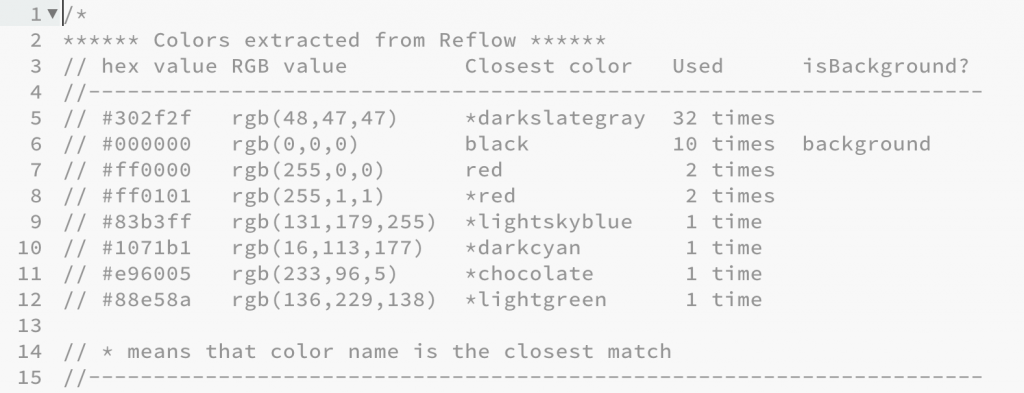 1 /*
2 ****** Colors extracted from Reflow ******
3 // hex value RGB value         Closest color   Used      isBackground?
4 //---------------------------------------------------------------------
5 // #302f2f   rgb(48,47,47)     *darkslategray  32 times
6 // #000000   rgb(0,0,0)        black           10 times  background
7 // #ff0000   rgb(255,0,0)      red              2 times
8 // #ff0101   rgb(255,1,1)      *red             2 times
9 // #83b3ff   rgb(131,179,255)  *lightskyblue    1 time
10 // #1071b1   rgb(16,113,177)   *darkcyan        1 time
11 // #e96005   rgb(233,96,5)     *chocolate       1 time
12 // #88e58a   rgb(136,229,138)  *lightgreen      1 time
13
14 // * means that color name is the closest match
15 //---------------------------------------------------------------------